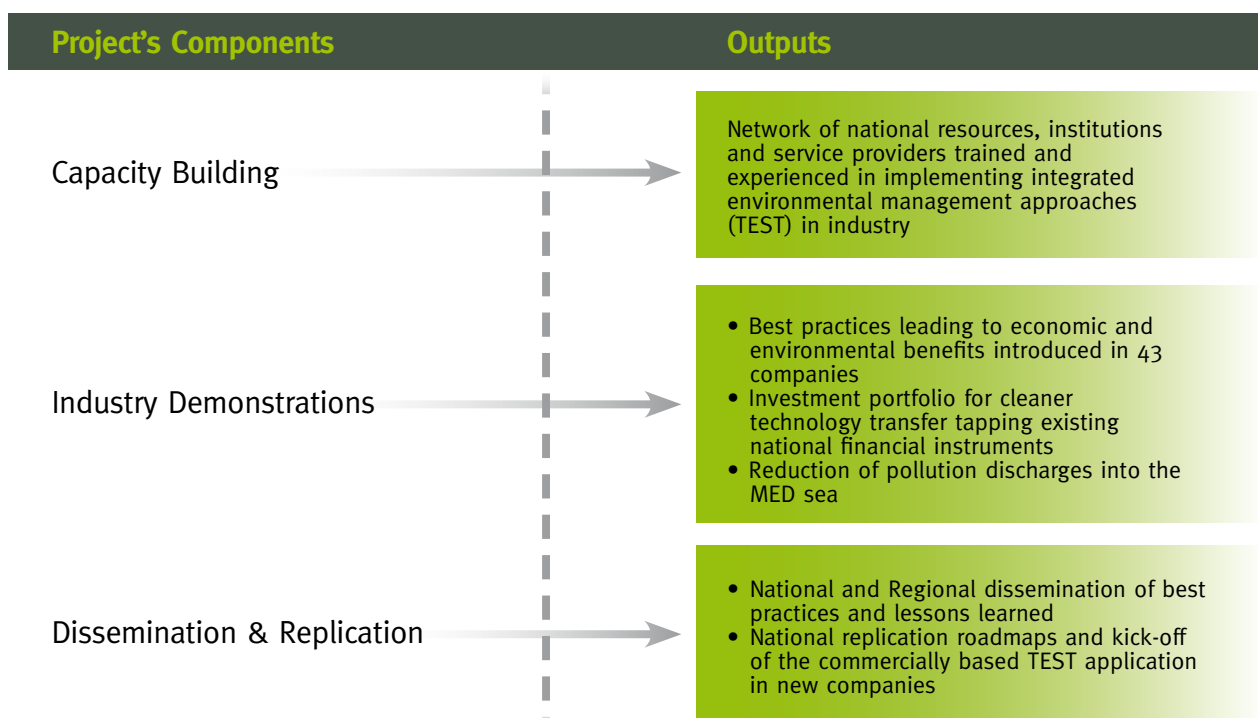 Project's Components
Outputs
Capacity Building
Network of national resources, institutions
and service providers trained and
experienced in implementing integrated
environmental management approaches
(TEST) in industry
Industry Demonstrations
• Best practices leading to economic and
environmental benefits introduced in 43
companies
• Investment portfolio for cleaner
technology transfer tapping existing
national financial instruments
• Reduction of pollution discharges into the
MED sea
Dissemination & Replication
• National and Regional dissemination of best
practices and lessons learned
• National replication roadmaps and kick-off
of the commercially based TEST application
in new companies